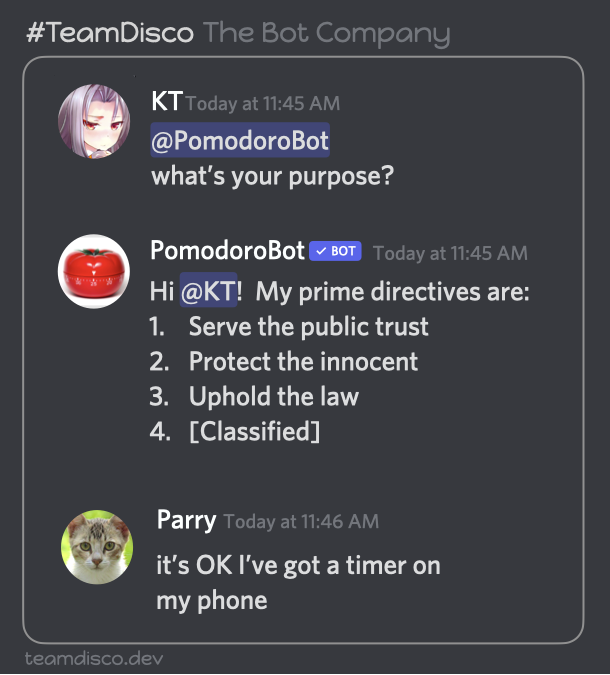 #TeamDisco The Bot Company
KT Today at 11:45 AM
@PomodoroBot
what's your purpose?
PomodoroBot ✓ BOT Today at 11:45 AM
Hi @KT! My prime directives are:
1. Serve the public trust
2. Protect the innocent
3. Uphold the law
4. [Classified]
Parry Today at 11:46 AM
it's OK I've got a timer on
my phone
teamdisco.dev